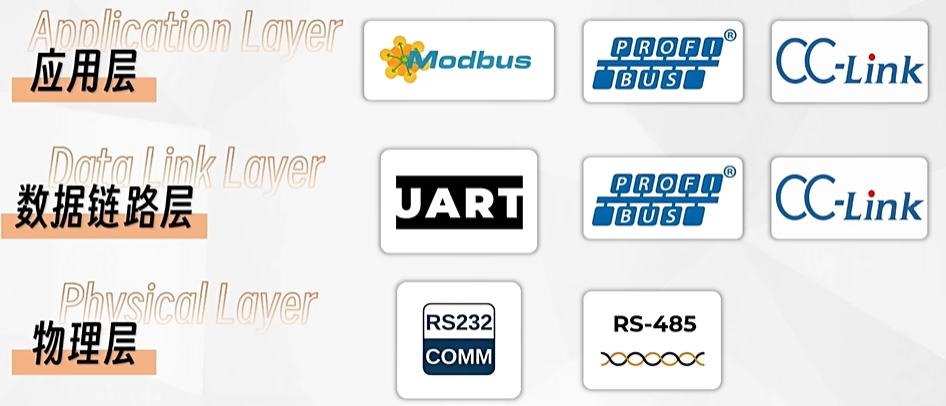 Application Layer
应用层
Modbus
PROFI
BUS
®
CC-Link
Data Link Layer
数据链路层
UART
PROFI
BUS
®
CC-Link
Physical Layer
物理层
RS232
COMM
RS-485